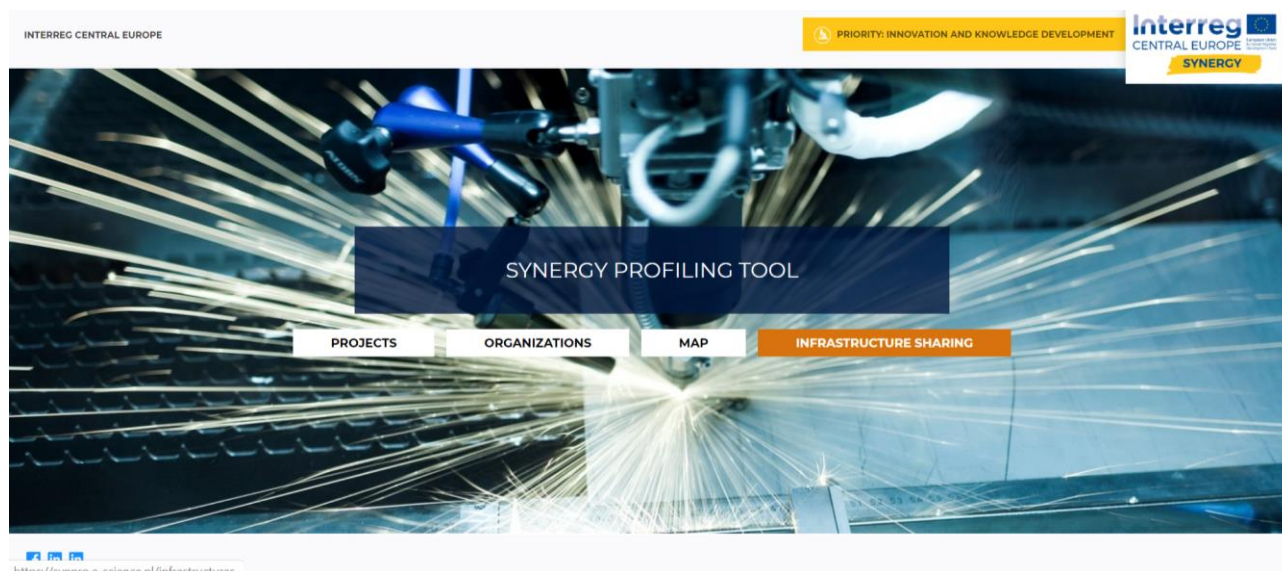 INTERREG CENTRAL EUROPE
PRIORITY: INNOVATION AND KNOWLEDGE DEVELOPMENT
Interreg
CENTRAL EUROPE
SYNERGY
SYNERGY PROFILING TOOL
PROJECTS
ORGANIZATIONS
MAP
INFRASTRUCTURE SHARING